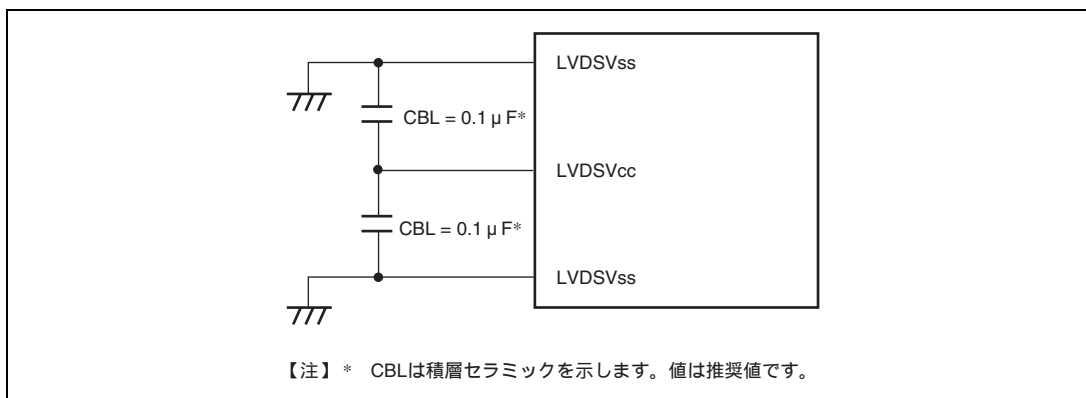 LVDSVss
CBL = 0.1 μ F*
LVDSVcc
CBL = 0.1 μ F*
LVDSVss
【注】* CBLは積層セラミックを示します。値は推奨値です。